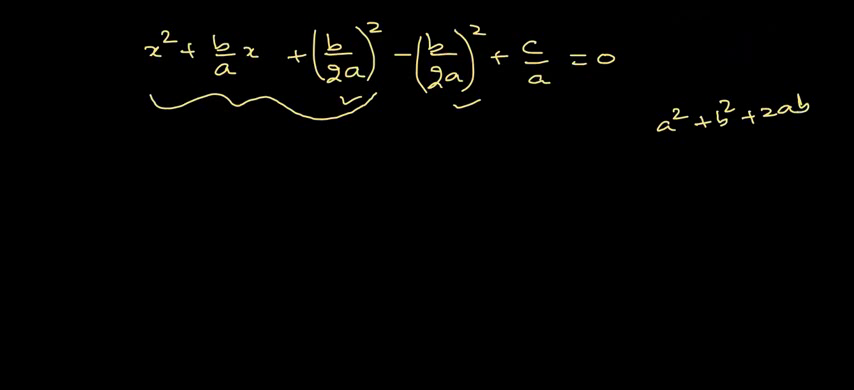 x² + b/a x + (b/2a)² - (b/2a)² + c/a = 0
a² + b² + 2ab